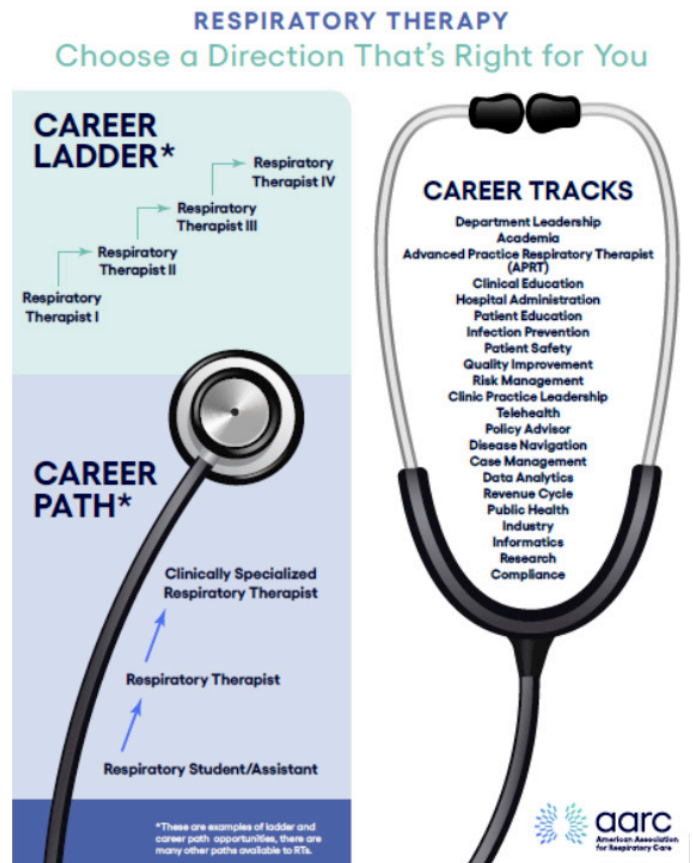 RESPIRATORY THERAPY
Choose a Direction That's Right for You
CAREER
LADDER*
Respiratory
Therapist IV
Respiratory
Therapist III
Respiratory
Therapist II
Respiratory
Therapist I
CAREER
PATH*
Clinically Specialized
Respiratory Therapist
Respiratory Therapist
Respiratory Student/Assistant
*These are examples of ladder and
career path opportunities, there are
many other paths available to RTs.
CAREER TRACKS
Department Leadership
Academia
Advanced Practice Respiratory Therapist
(APRT)
Clinical Education
Hospital Administration
Patient Education
Infection Prevention
Patient Safety
Quality Improvement
Risk Management
Clinic Practice Leadership
Telehealth
Policy Advisor
Disease Navigation
Case Management
Data Analytics
Revenue Cycle
Public Health
Industry
Informatics
Research
Compliance
aarc
American Association
for Respiratory Care